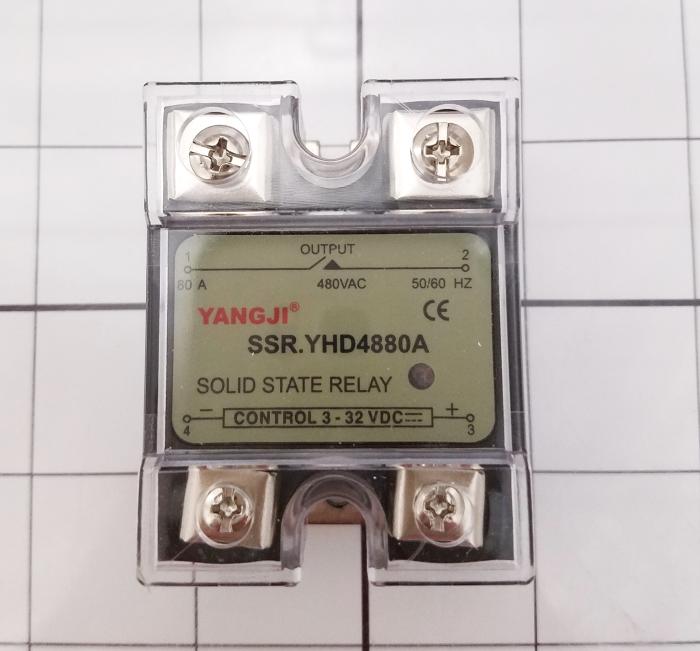 OUTPUT
1 2
80 A 480VAC 50/60 HZ
YANGJI® CE
SSR.YHD4880A
SOLID STATE RELAY
− CONTROL 3 - 32 VDC⎓ +
4 3